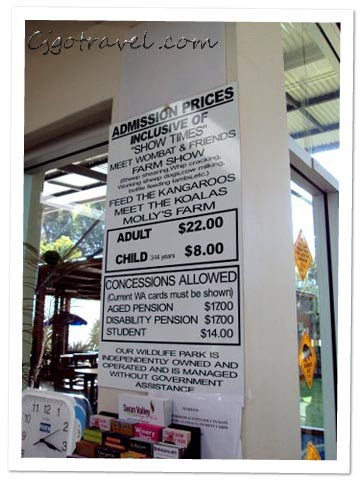 Cjgotravel.com
ADMISSION PRICES
INCLUSIVE OF
"SHOW TIMES"
MEET WOMBAT & FRIENDS
FARM SHOW
(Sheep shearing, Whip cracking,
Working sheep dogs, cow milking,
bottle feeding lambs, etc.)
FEED THE KANGAROOS
MEET THE KOALAS
MOLLY'S FARM
ADULT $22.00
CHILD 3-14 years $8.00
CONCESSIONS ALLOWED
(Current WA cards must be shown)
AGED PENSION $17.00
DISABILITY PENSION $17.00
STUDENT $14.00
OUR WILDLIFE PARK IS
INDEPENDENTLY OWNED AND
OPERATED AND IS MANAGED
WITHOUT GOVERNMENT
ASSISTANCE
Swan Valley